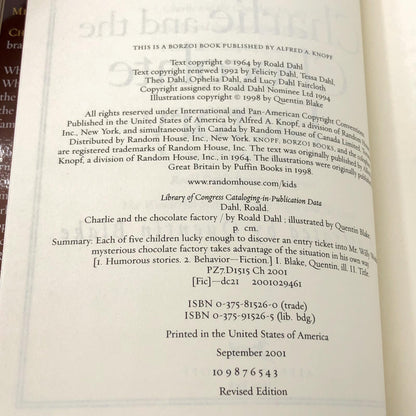 THIS IS A BORZOI BOOK PUBLISHED BY ALFRED A. KNOPF
Text copyright © 1964 by Roald Dahl
Text copyright renewed 1992 by Felicity Dahl, Tessa Dahl,
Theo Dahl, Ophelia Dahl, and Lucy Dahl Faircloth
Copyright assigned to Roald Dahl Nominee Ltd 1994
Illustrations copyright © 1998 by Quentin Blake
All rights reserved under International and Pan-American Copyright Conventions.
Published in the United States of America by Alfred A. Knopf, a division of Random
Inc., New York, and simultaneously in Canada by Random House of Canada Limited,
Distributed by Random House, Inc., New York. KNOPF, BORZOI BOOKS, and the
are registered trademarks of Random House, Inc. The text was originally published by Alfred
Knopf, a division of Random House, Inc., in 1964. The illustrations were originally published
Great Britain by Puffin Books in 1998.
www.randomhouse.com/kids
Library of Congress Cataloging-in-Publication Data
Dahl, Roald.
Charlie and the chocolate factory / by Roald Dahl ; illustrated by Quentin Blake
p. cm.
Summary: Each of five children lucky enough to discover an entry ticket into Mr. Willy
mysterious chocolate factory takes advantage of the situation in his own way
[1. Humorous stories. 2. Behavior—Fiction.] I. Blake, Quentin, ill. II. Title.
PZ7.D1515 Ch 2001
[Fic]—dc21 2001029461
ISBN 0-375-81526-0 (trade)
ISBN 0-375-91526-5 (lib. bdg.)
Printed in the United States of America
September 2001
10 9 8 7 6 5 4 3
Revised Edition